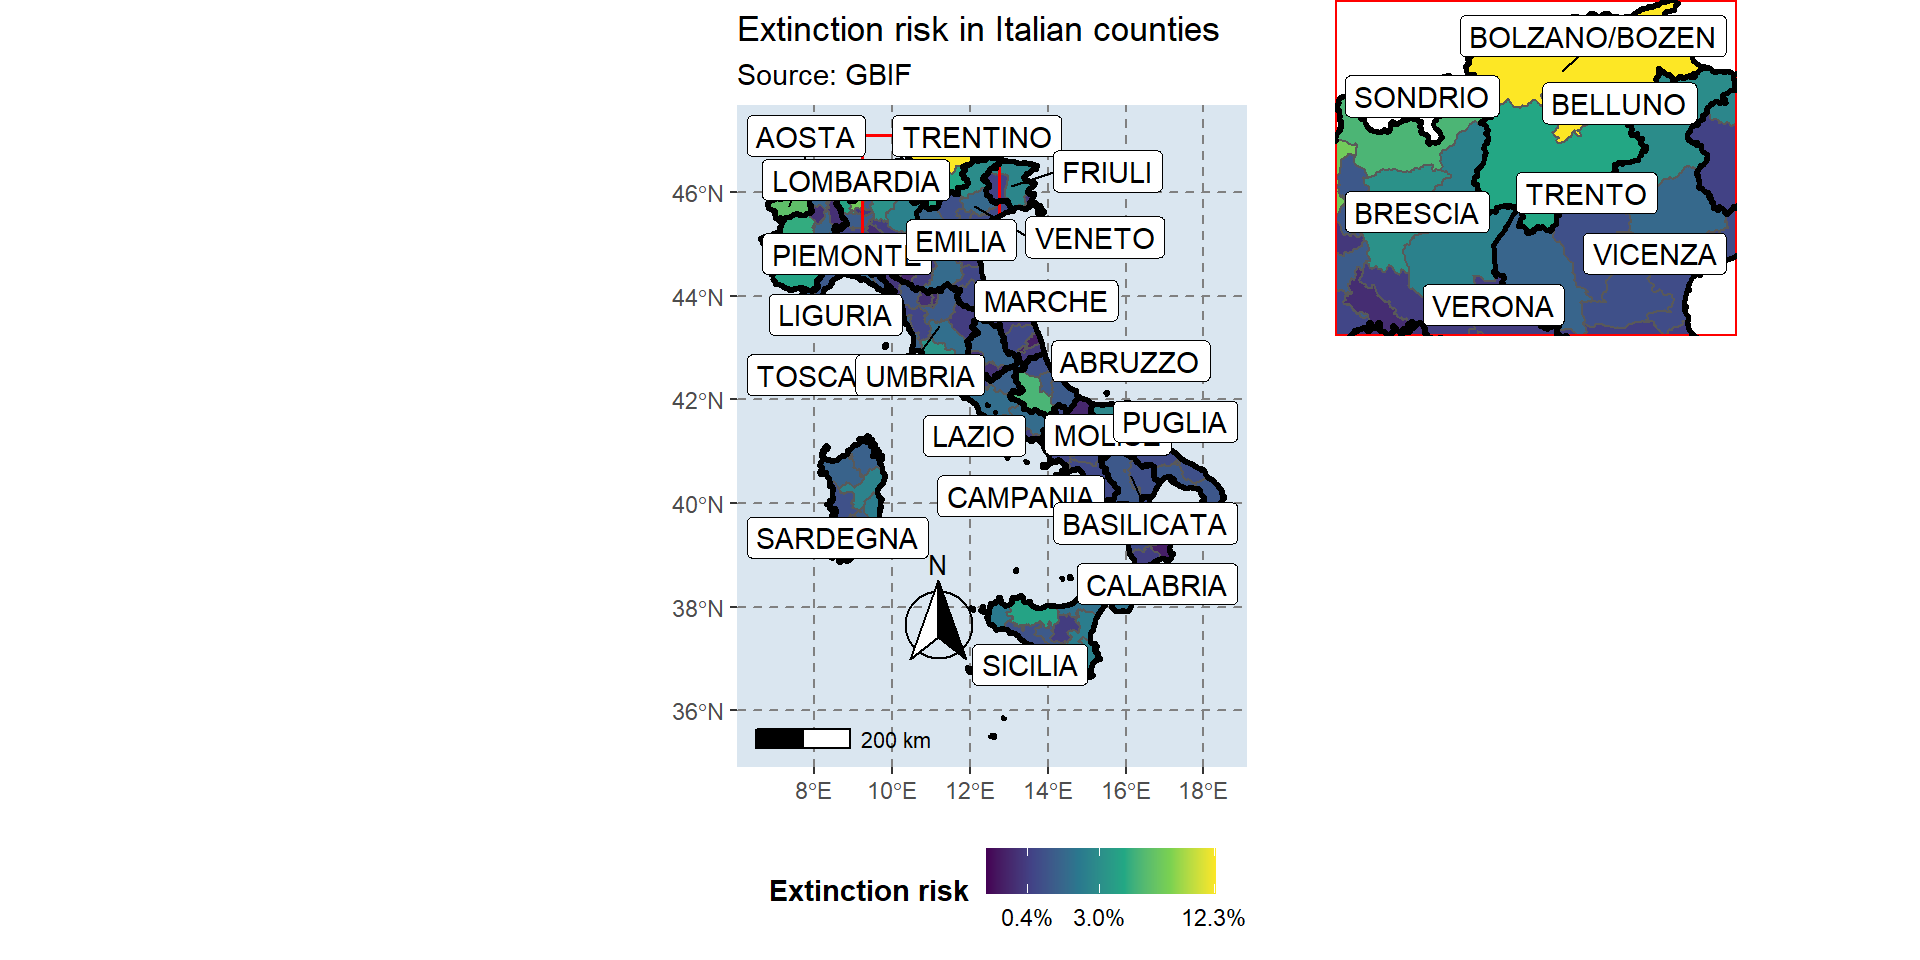 Extinction risk in Italian counties
Source: GBIF
AOSTA
TRENTINO
LOMBARDIA
FRIULI
PIEMONTE
EMILIA
VENETO
LIGURIA
MARCHE
TOSCA
UMBRIA
ABRUZZO
LAZIO
PUGLIA
CAMPANIA
BASILICATA
SARDEGNA
CALABRIA
SICILIA
N
200 km
46°N
44°N
42°N
40°N
38°N
36°N
8°E 10°E 12°E 14°E 16°E 18°E
Extinction risk
0.4% 3.0% 12.3%
BOLZANO/BOZEN
SONDRIO
BELLUNO
TRENTO
BRESCIA
VICENZA
VERONA